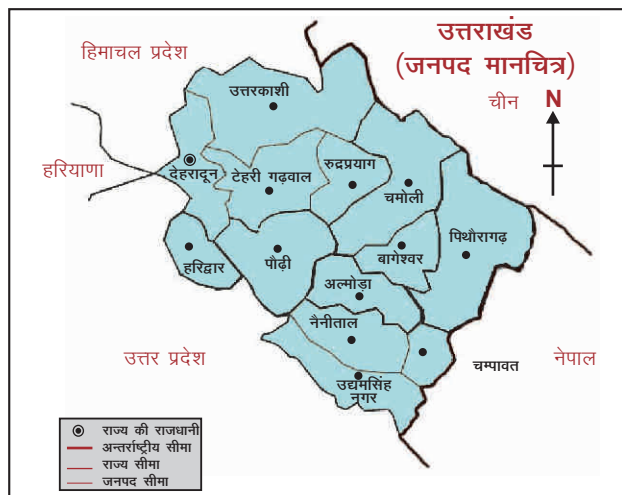 उत्तराखंड
(जनपद मानचित्र)
हिमाचल प्रदेश
चीन
N
उत्तरकाशी
हरियाणा
देहरादून
टेहरी गढ़वाल
रुद्रप्रयाग
चमोली
हरिद्वार
पौढ़ी
बागेश्वर
पिथौरागढ़
अल्मोड़ा
नैनीताल
उत्तर प्रदेश
चम्पावत
नेपाल
उद्यमसिंह
नगर
राज्य की राजधानी
अन्तर्राष्ट्रीय सीमा
राज्य सीमा
जनपद सीमा